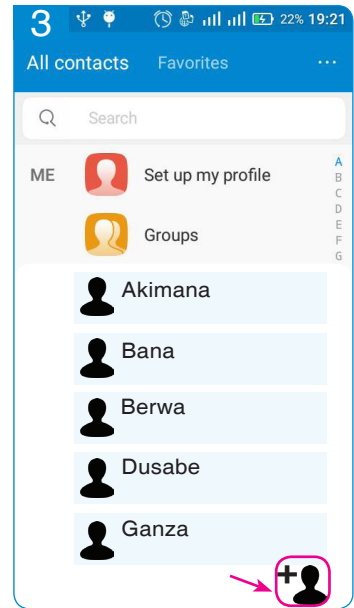 3 22% 19:21
All contacts Favorites ...
Search
ME Set up my profile
Groups
A
B
C
D
E
F
G
Akimana
Bana
Berwa
Dusabe
Ganza
+